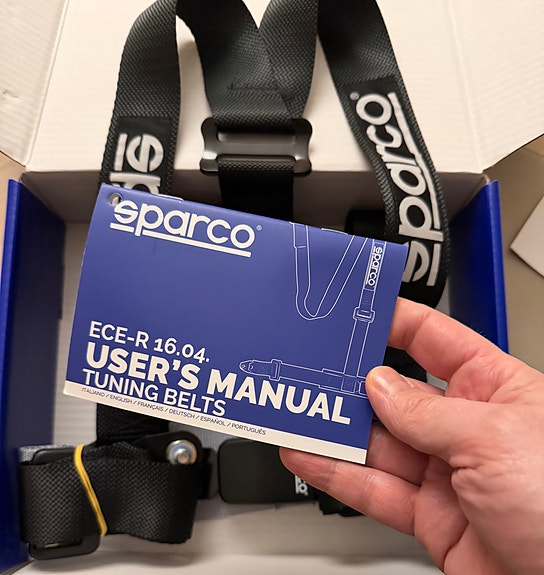 sparco
sparco
sparco®
sparco
ECE-R 16.04.
USER'S MANUAL
TUNING BELTS
ITALIANO / ENGLISH / FRANÇAIS / DEUTSCH / ESPAÑOL / PORTUGUÊS